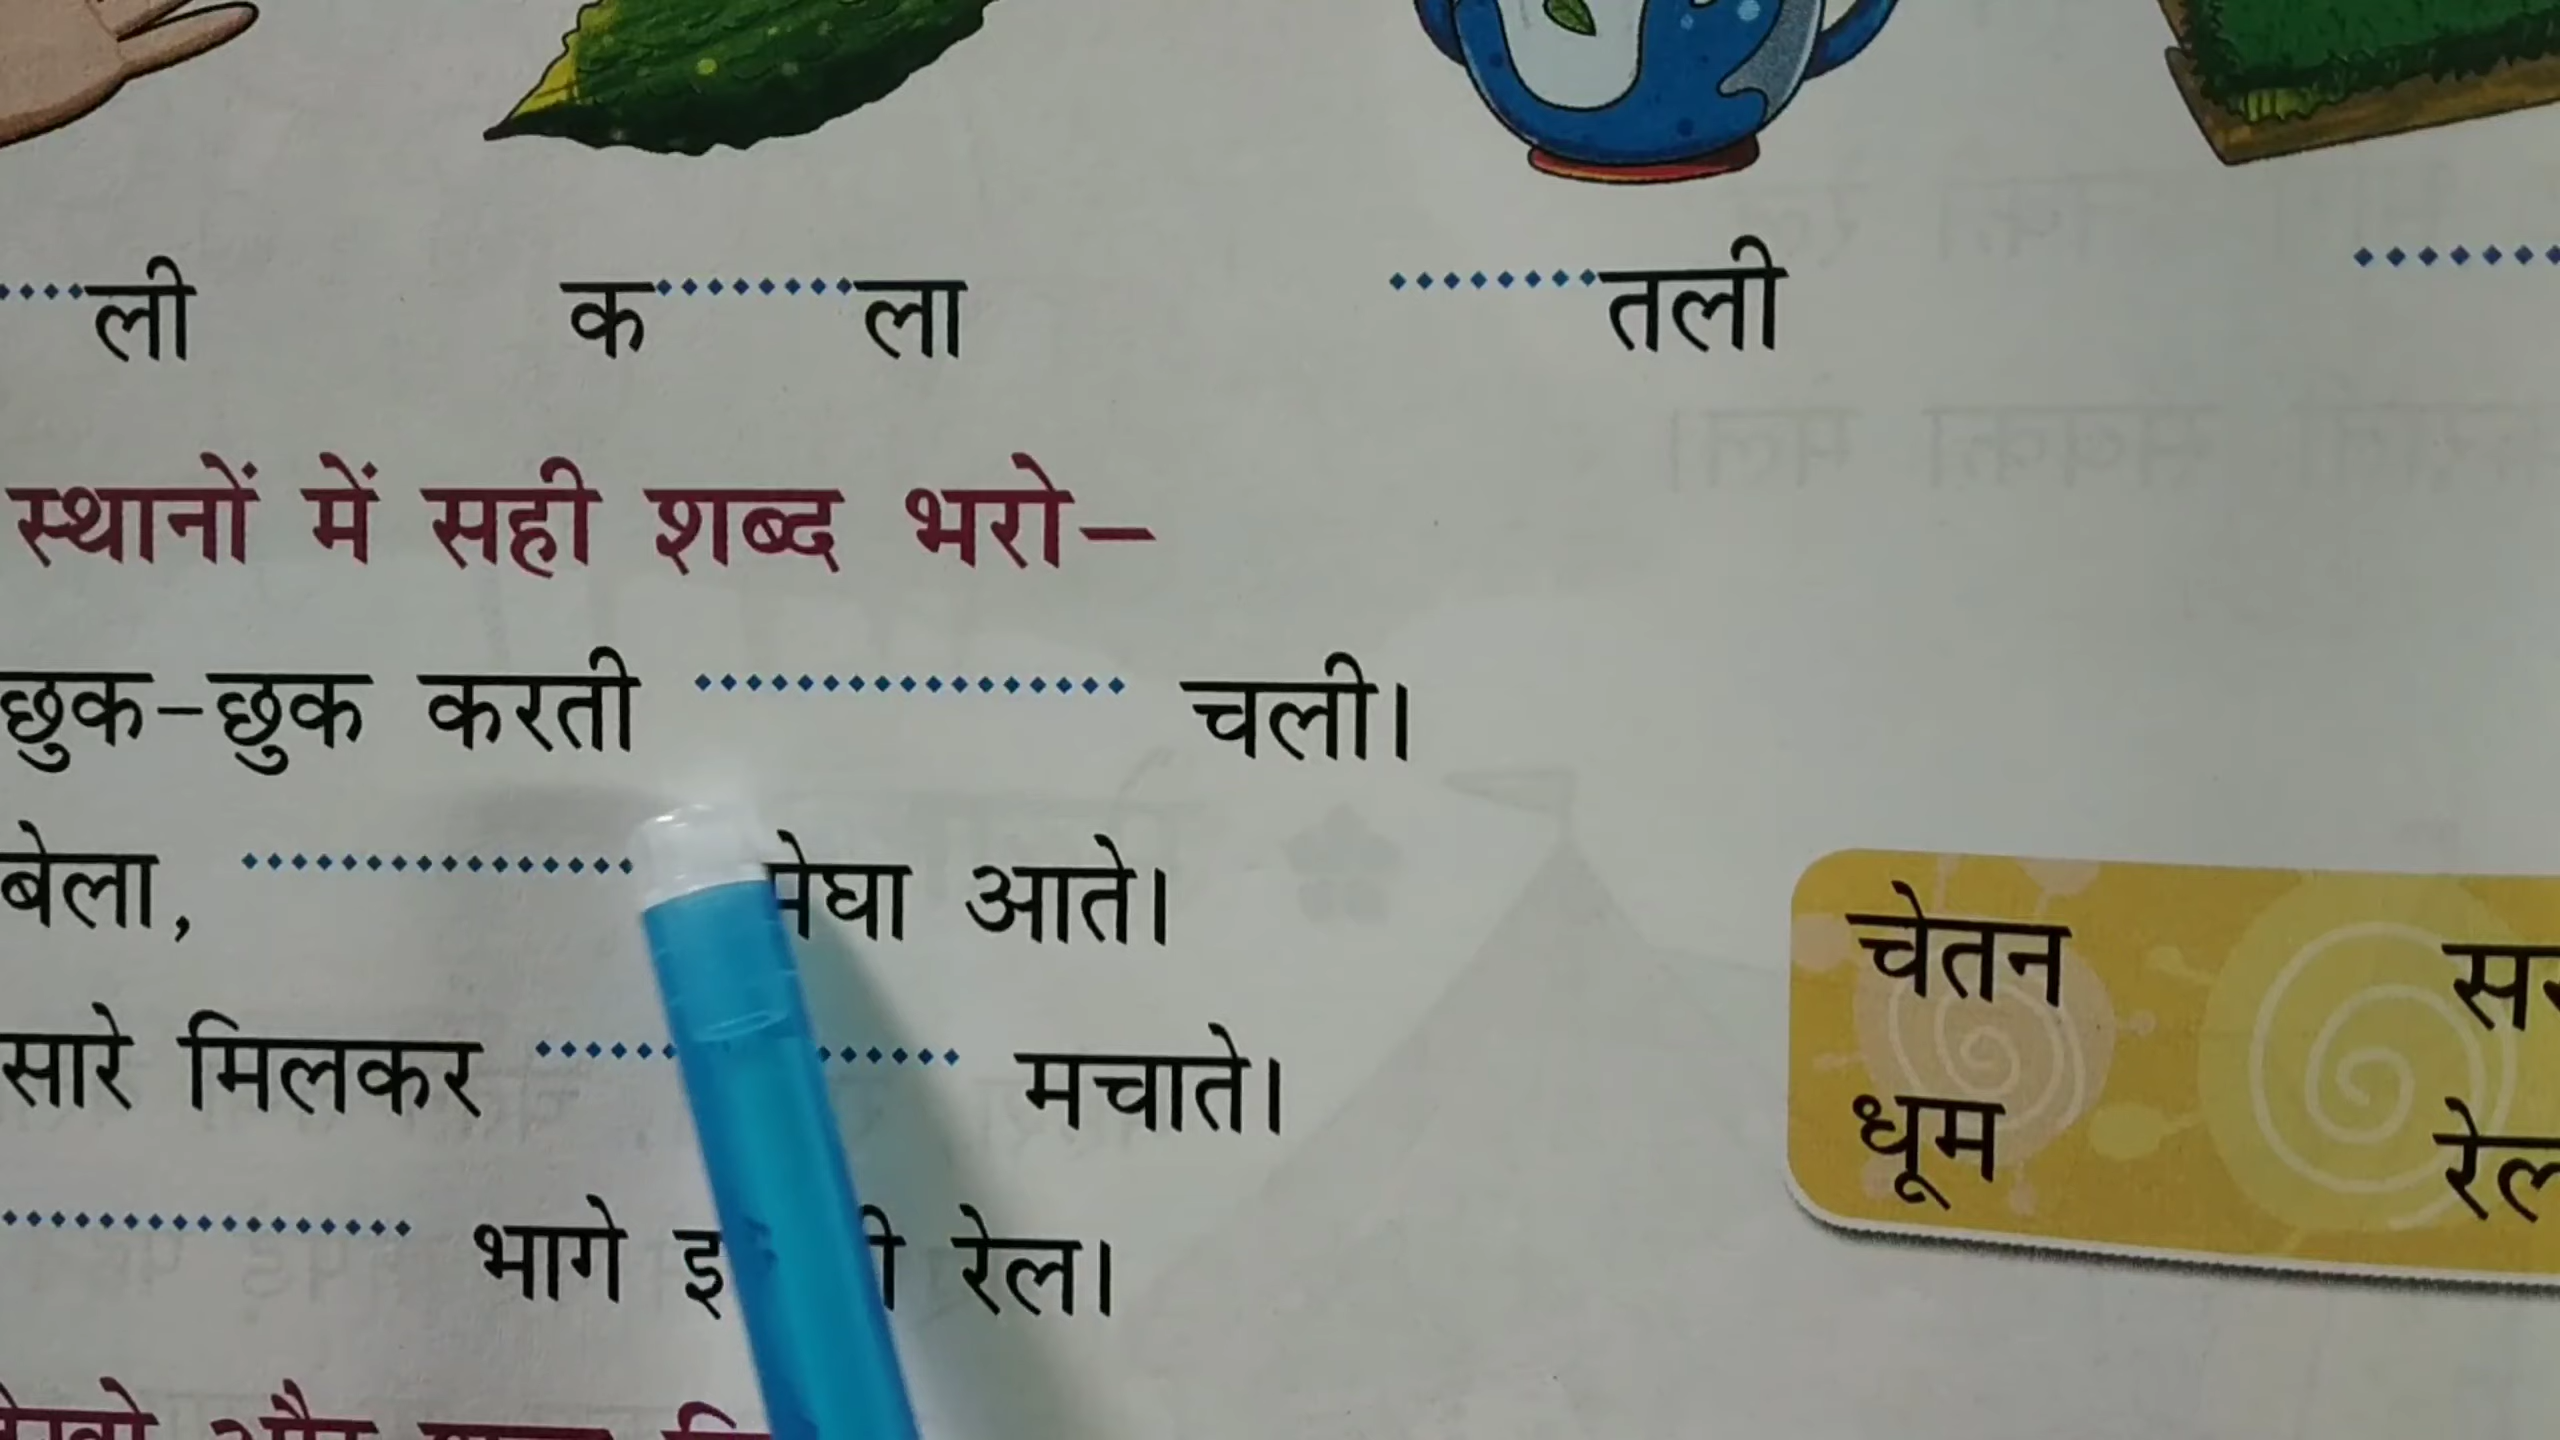 ली क ........ ला ........ तली ........
स्थानों में सही शब्द भरो–
छुक-छुक करती ................ चली।
बेला, ................ मेघा आते।
सारे मिलकर ................ मचाते।
................ भागे रेल।
चेतन
धूम